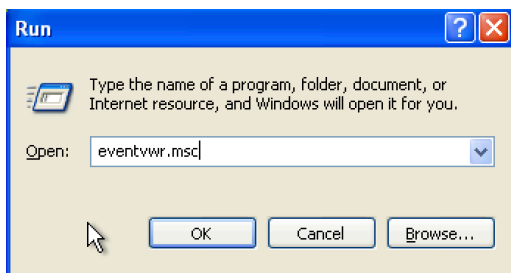 Run
Type the name of a program, folder, document, or
Internet resource, and Windows will open it for you.
Open: eventvwr.msc
OK Cancel Browse...